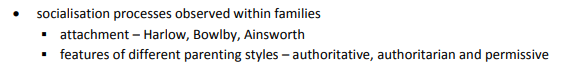 • socialisation processes observed within families
▪ attachment – Harlow, Bowlby, Ainsworth
▪ features of different parenting styles – authoritative, authoritarian and permissive